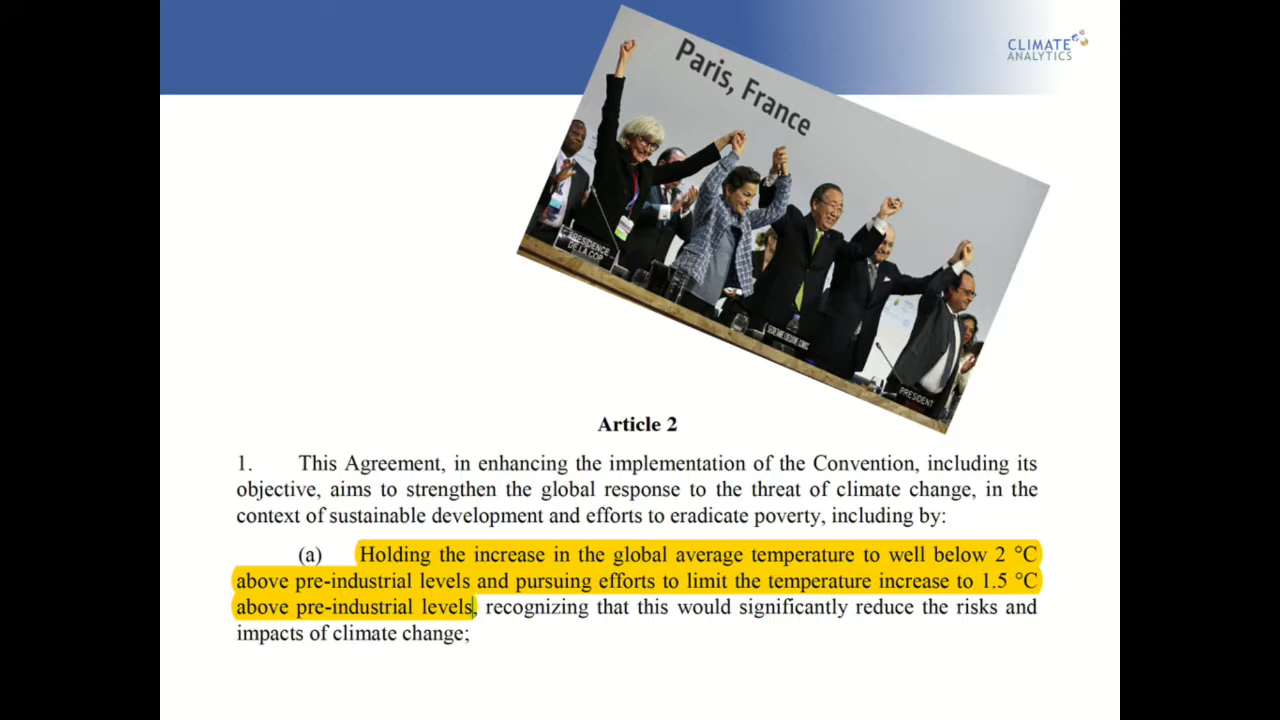 CLIMATE
ANALYTICS
Paris, France
PRESIDENCE
DE LA COP
PRESIDENT
Article 2
1. This Agreement, in enhancing the implementation of the Convention, including its
objective, aims to strengthen the global response to the threat of climate change, in the
context of sustainable development and efforts to eradicate poverty, including by:
(a) Holding the increase in the global average temperature to well below 2 °C
above pre-industrial levels and pursuing efforts to limit the temperature increase to 1.5 °C
above pre-industrial levels, recognizing that this would significantly reduce the risks and
impacts of climate change;